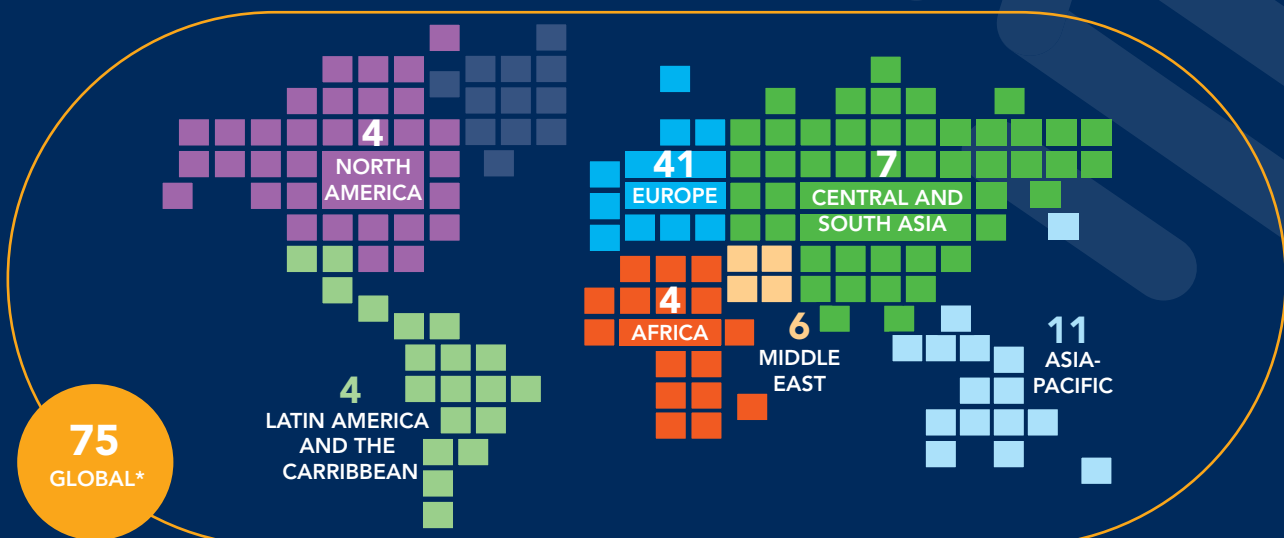 4
NORTH
AMERICA
41
EUROPE
7
CENTRAL AND
SOUTH ASIA
4
AFRICA
6
MIDDLE
EAST
11
ASIA-
PACIFIC
4
LATIN AMERICA
AND THE
CARRIBBEAN
75
GLOBAL*